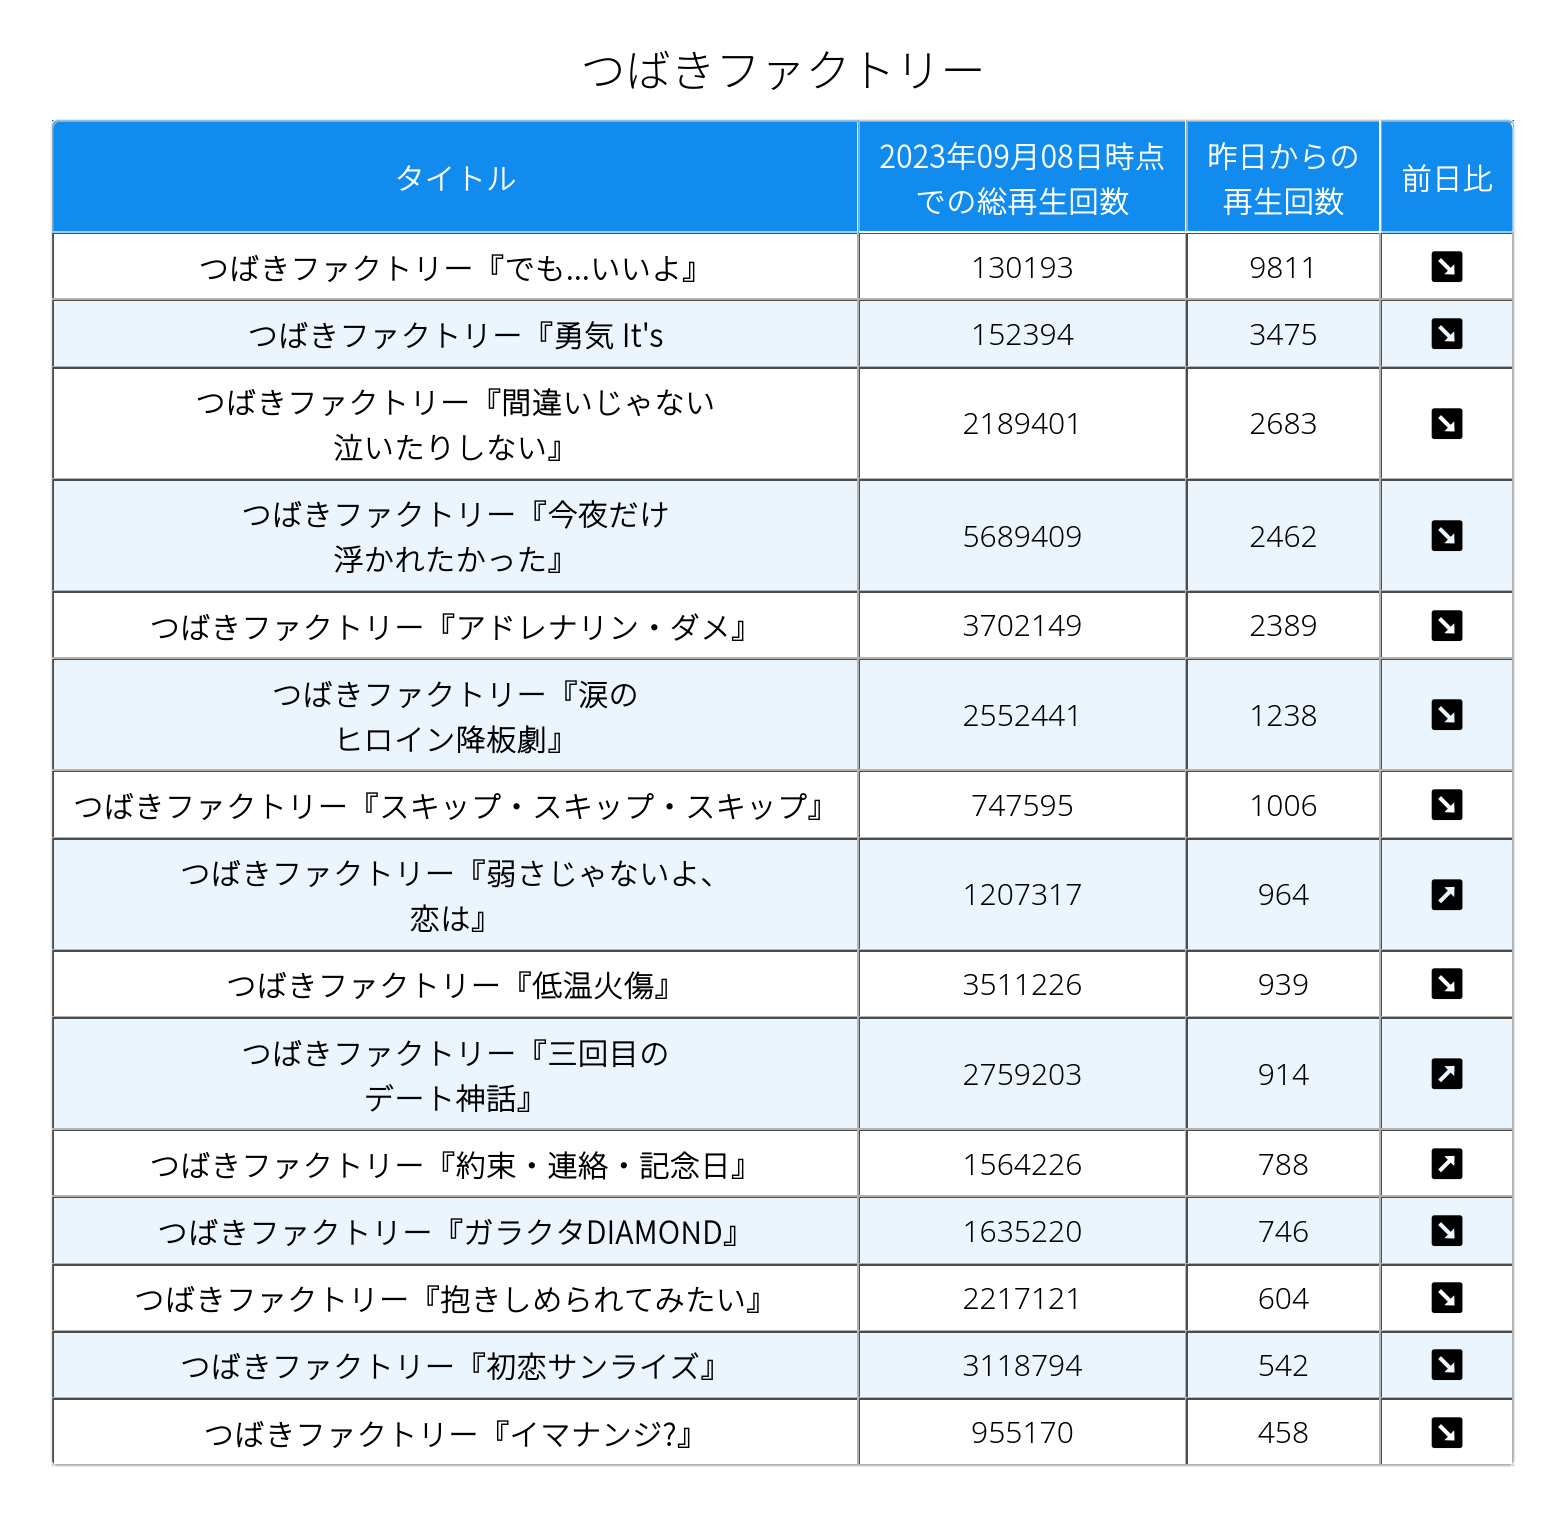 つばきファクトリー
タイトル
2023年09月08日時点
での総再生回数
昨日からの
再生回数
前日比
つばきファクトリー『でも...いいよ』
130193
9811
つばきファクトリー『勇気 It's
152394
3475
つばきファクトリー『間違いじゃない
泣いたりしない』
2189401
2683
つばきファクトリー『今夜だけ
浮かれたかった』
5689409
2462
つばきファクトリー『アドレナリン・ダメ』
3702149
2389
つばきファクトリー『涙の
ヒロイン降板劇』
2552441
1238
つばきファクトリー『スキップ・スキップ・スキップ』
747595
1006
つばきファクトリー『弱さじゃないよ、
恋は』
1207317
964
つばきファクトリー『低温火傷』
3511226
939
つばきファクトリー『三回目の
デート神話』
2759203
914
つばきファクトリー『約束・連絡・記念日』
1564226
788
つばきファクトリー『ガラクタDIAMOND』
1635220
746
つばきファクトリー『抱きしめられてみたい』
2217121
604
つばきファクトリー『初恋サンライズ』
3118794
542
つばきファクトリー『イマナンジ?』
955170
458